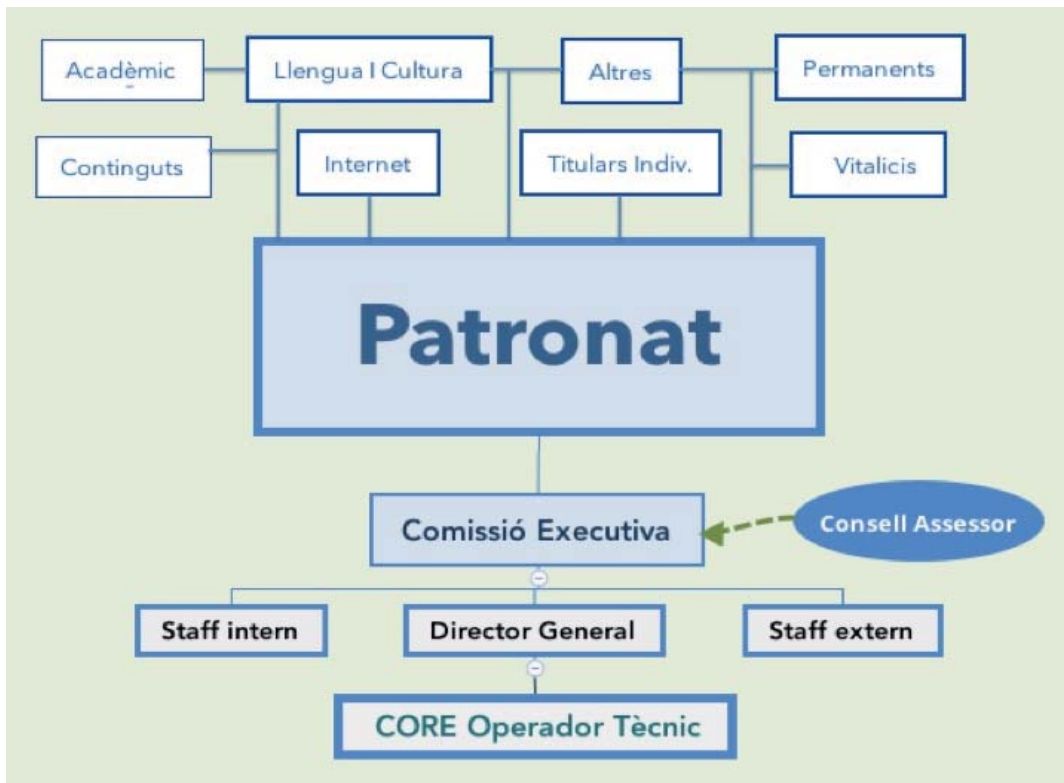 Acadèmic
Llengua I Cultura
Altres
Permanents
Continguts
Internet
Titulars Indiv.
Vitalicis
Patronat
Comissió Executiva
Consell Assessor
Staff intern
Director General
Staff extern
CORE Operador Tècnic